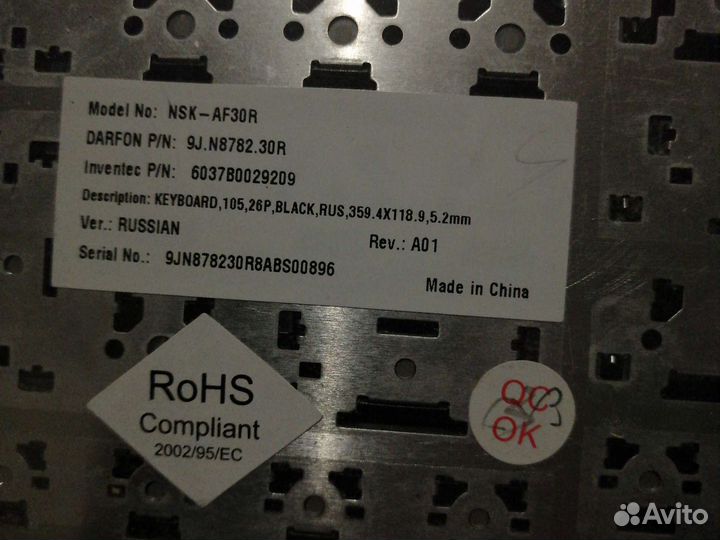 Model No: NSK-AF30R
DARFON P/N: 9J.N8782.30R
Inventec P/N: 6037B0029209
Description: KEYBOARD,105,26P,BLACK,RUS,359.4X118.9,5.2mm
Ver.: RUSSIAN Rev.: A01
Serial No.: 9JN878230R8ABS00896
Made in China
RoHS
Compliant
2002/95/EC
QC
OK
Avito